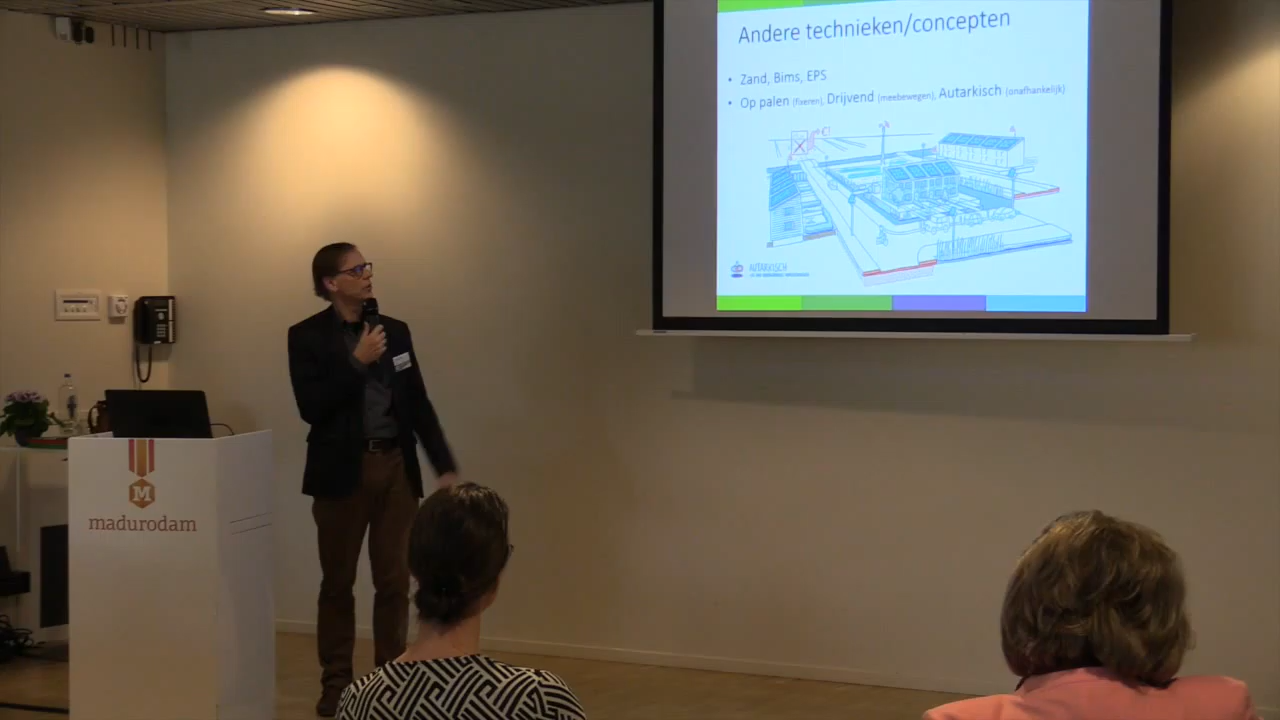 Andere technieken/concepten
• Zand, Bims, EPS
• Op palen (fixeren), Drijvend (meebewegen), Autarkisch (onafhankelijk)
AUTARKISCH
M
madurodam